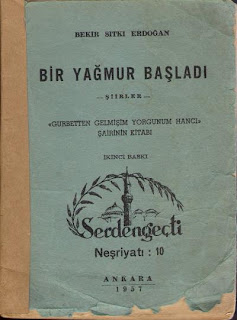 BEKİR SITKI ERDOĞAN
BİR YAĞMUR BAŞLADI
— ŞİİRLER —
«GURBETTEN GELMİŞİM YORGUNUM HANCI»
ŞAİRİNİN KİTABI
İKİNCİ BASKI
Serdengeçti
Neşriyatı : 10
ANKARA
1957